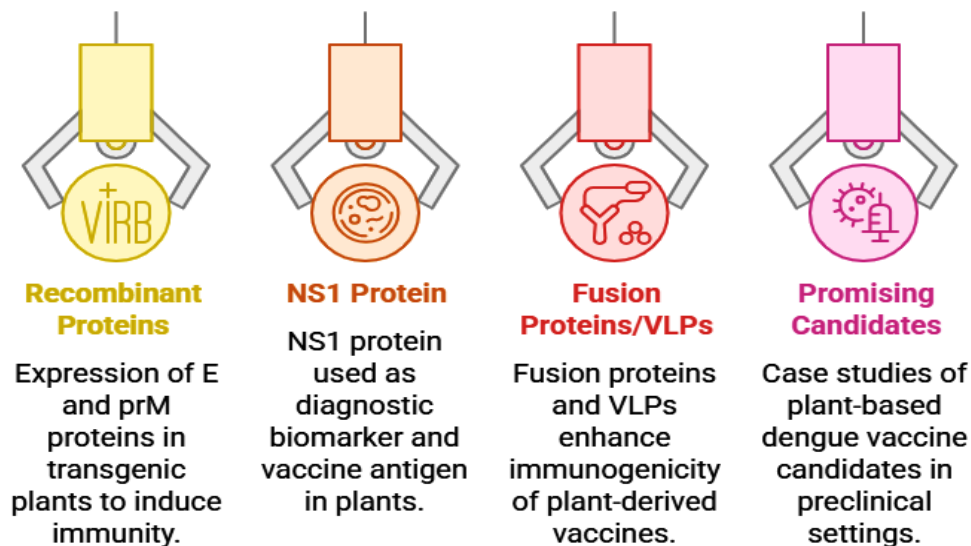 VIRB
Recombinant
Proteins
Expression of E
and prM
proteins in
transgenic
plants to induce
immunity.
NS1 Protein
NS1 protein
used as
diagnostic
biomarker and
vaccine antigen
in plants.
Fusion
Proteins/VLPs
Fusion proteins
and VLPs
enhance
immunogenicity
of plant-derived
vaccines.
Promising
Candidates
Case studies of
plant-based
dengue vaccine
candidates in
preclinical
settings.